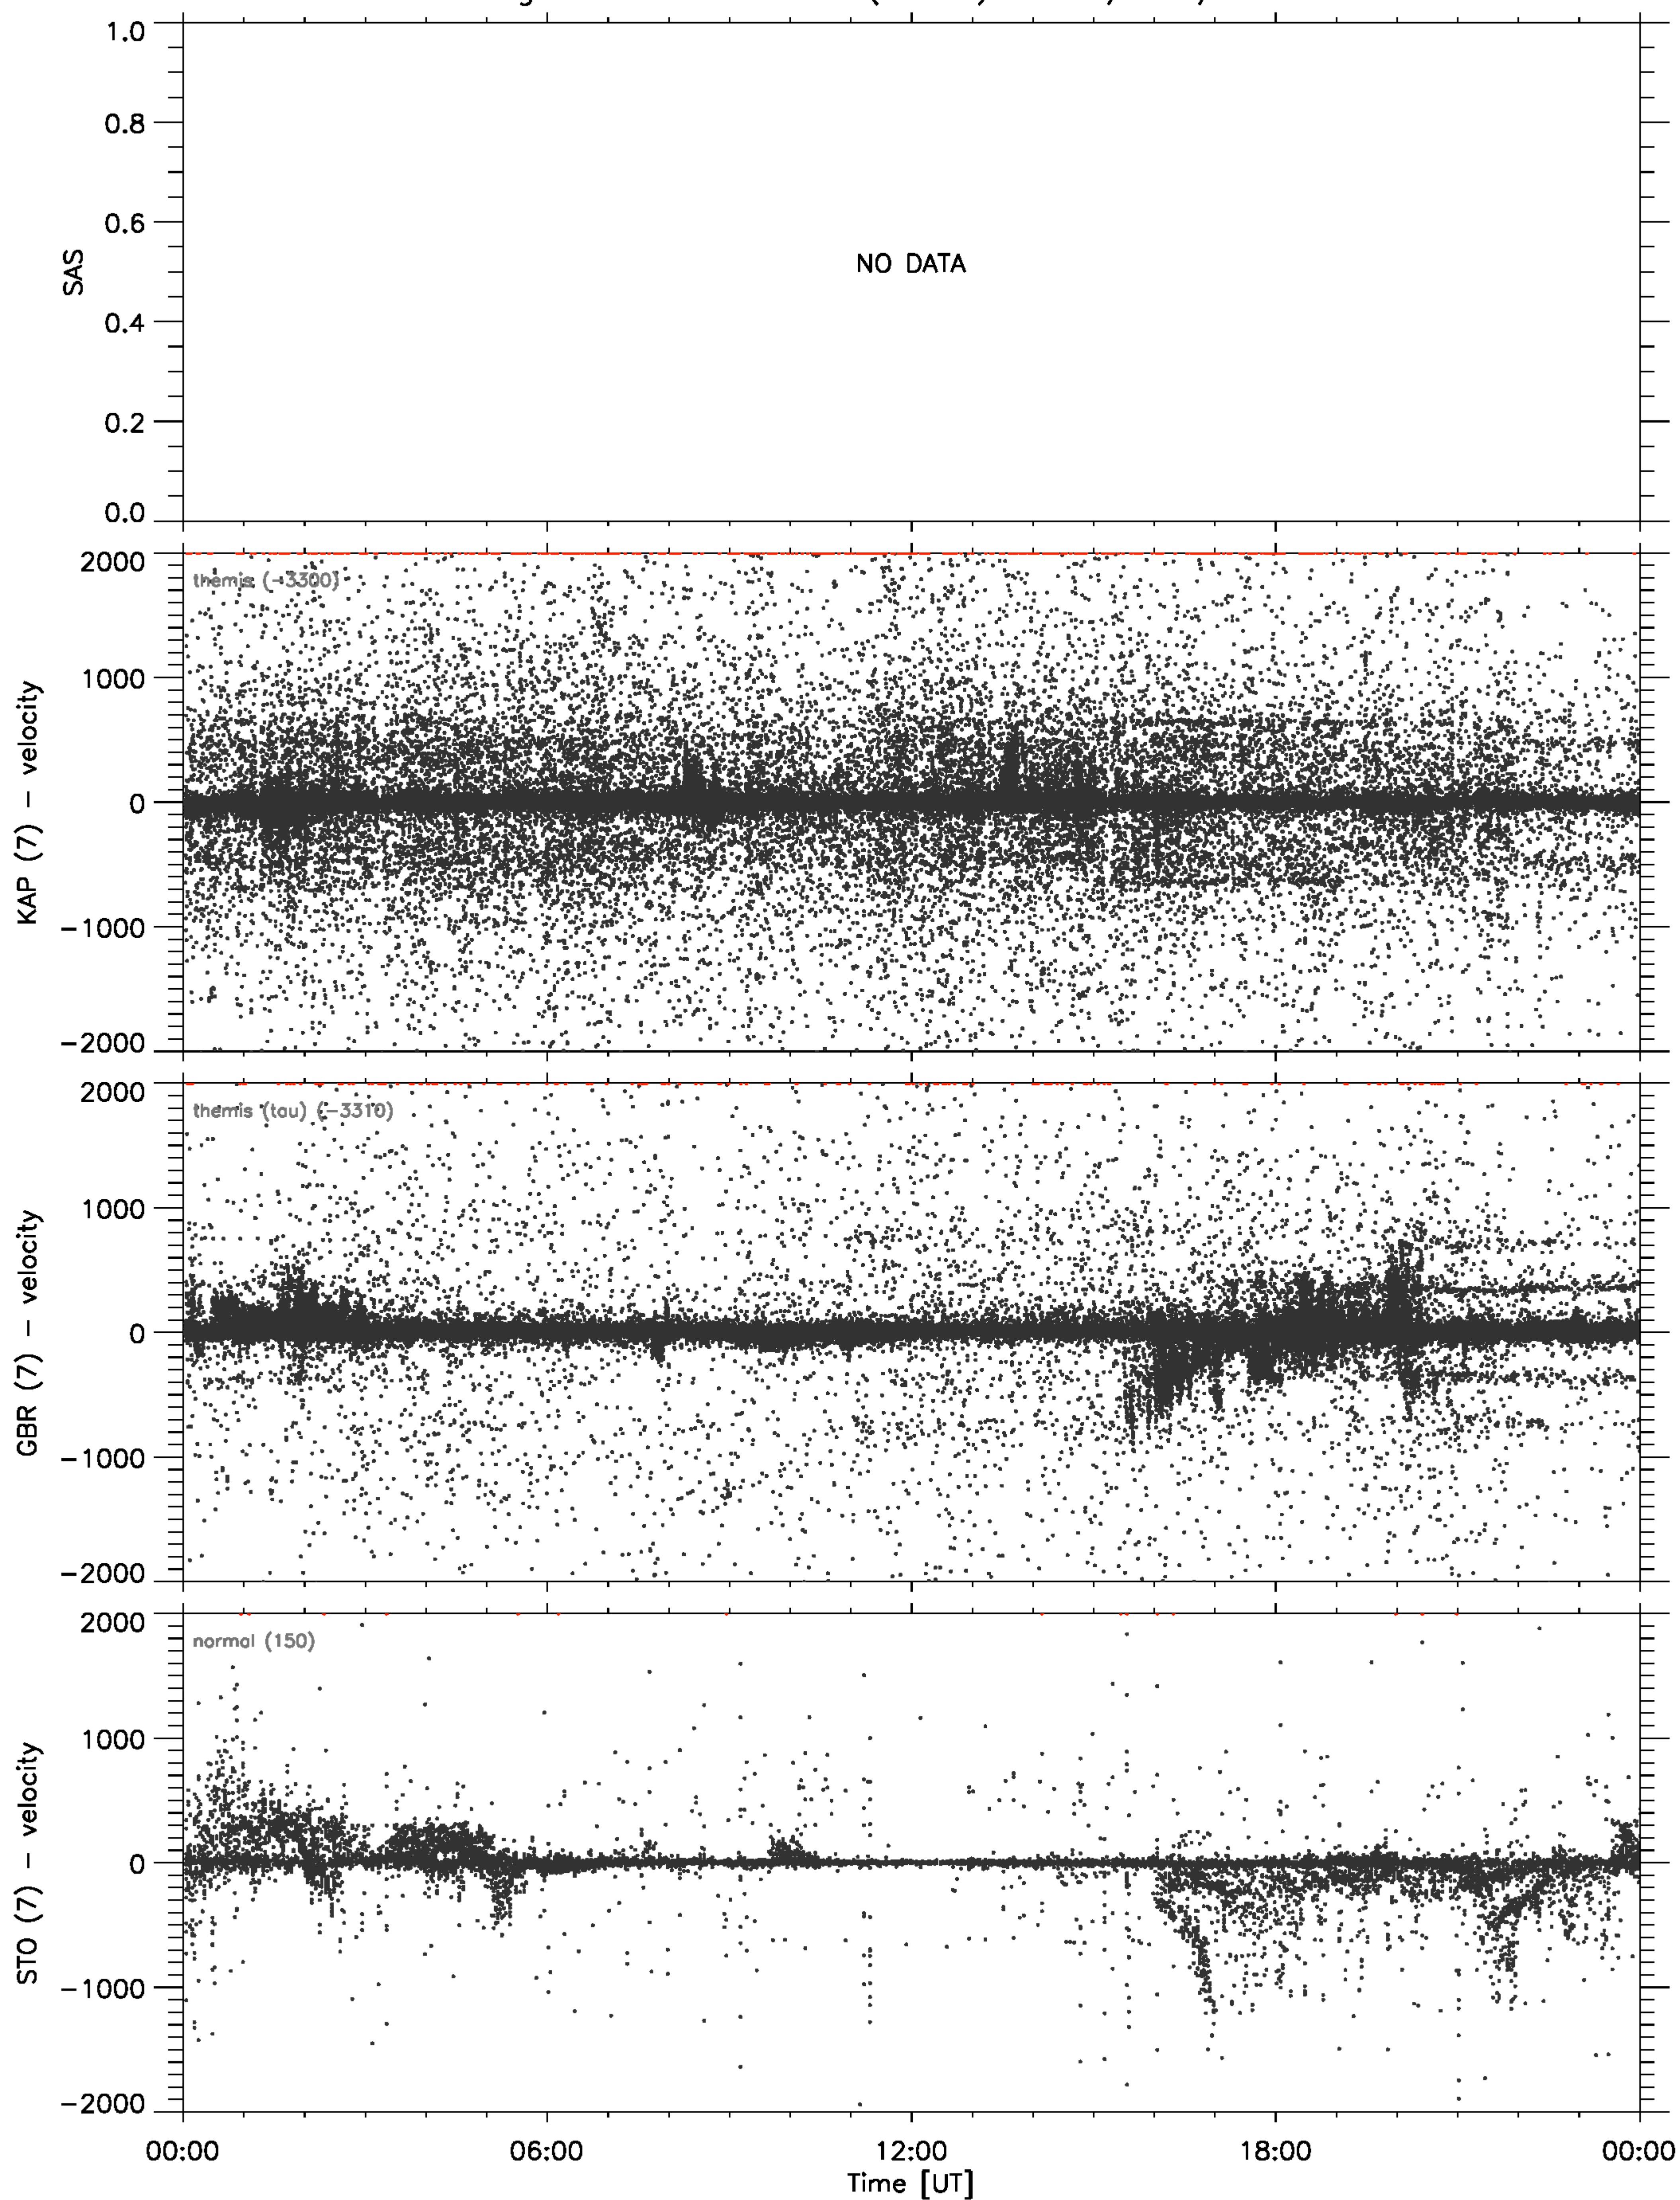 1.0
0.8
0.6
0.4
0.2
0.0
SAS
NO DATA
2000
1000
0
−1000
−2000
KAP (7) − velocity
themis (−3300)
2000
1000
0
−1000
−2000
GBR (7) − velocity
themis (tau) (−3310)
2000
1000
0
−1000
−2000
STO (7) − velocity
normal (150)
00:00 06:00 12:00 18:00 00:00
Time [UT]